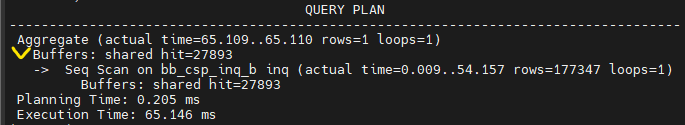 QUERY PLAN
--------------------------------------------------------------------------------
Aggregate (actual time=65.109..65.110 rows=1 loops=1)
Buffers: shared hit=27893
-> Seq Scan on bb_csp_inq_b inq (actual time=0.009..54.157 rows=177347 loops=1)
Buffers: shared hit=27893
Planning Time: 0.205 ms
Execution Time: 65.146 ms